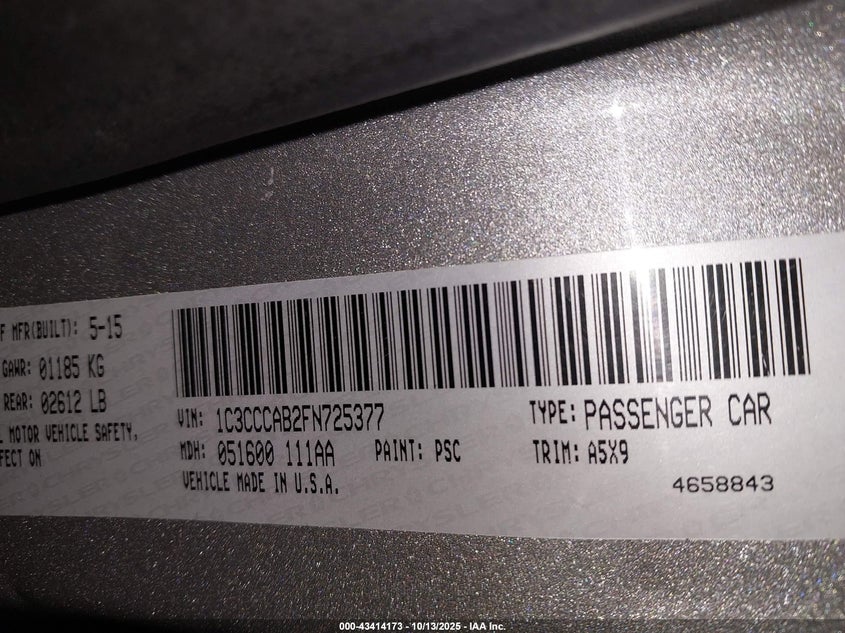 F MFR(BUILT): 5-15
GAWR: 01185 KG
REAR: 02612 LB
MOTOR VEHICLE SAFETY,
FECT ON
VIN: 1C3CCCAB2FN725377
TYPE: PASSENGER CAR
MDH: 051600 111AA
PAINT: PSC
TRIM: A5X9
VEHICLE MADE IN U.S.A.
4658843
000-43414173 - 10/13/2025 - IAA Inc.